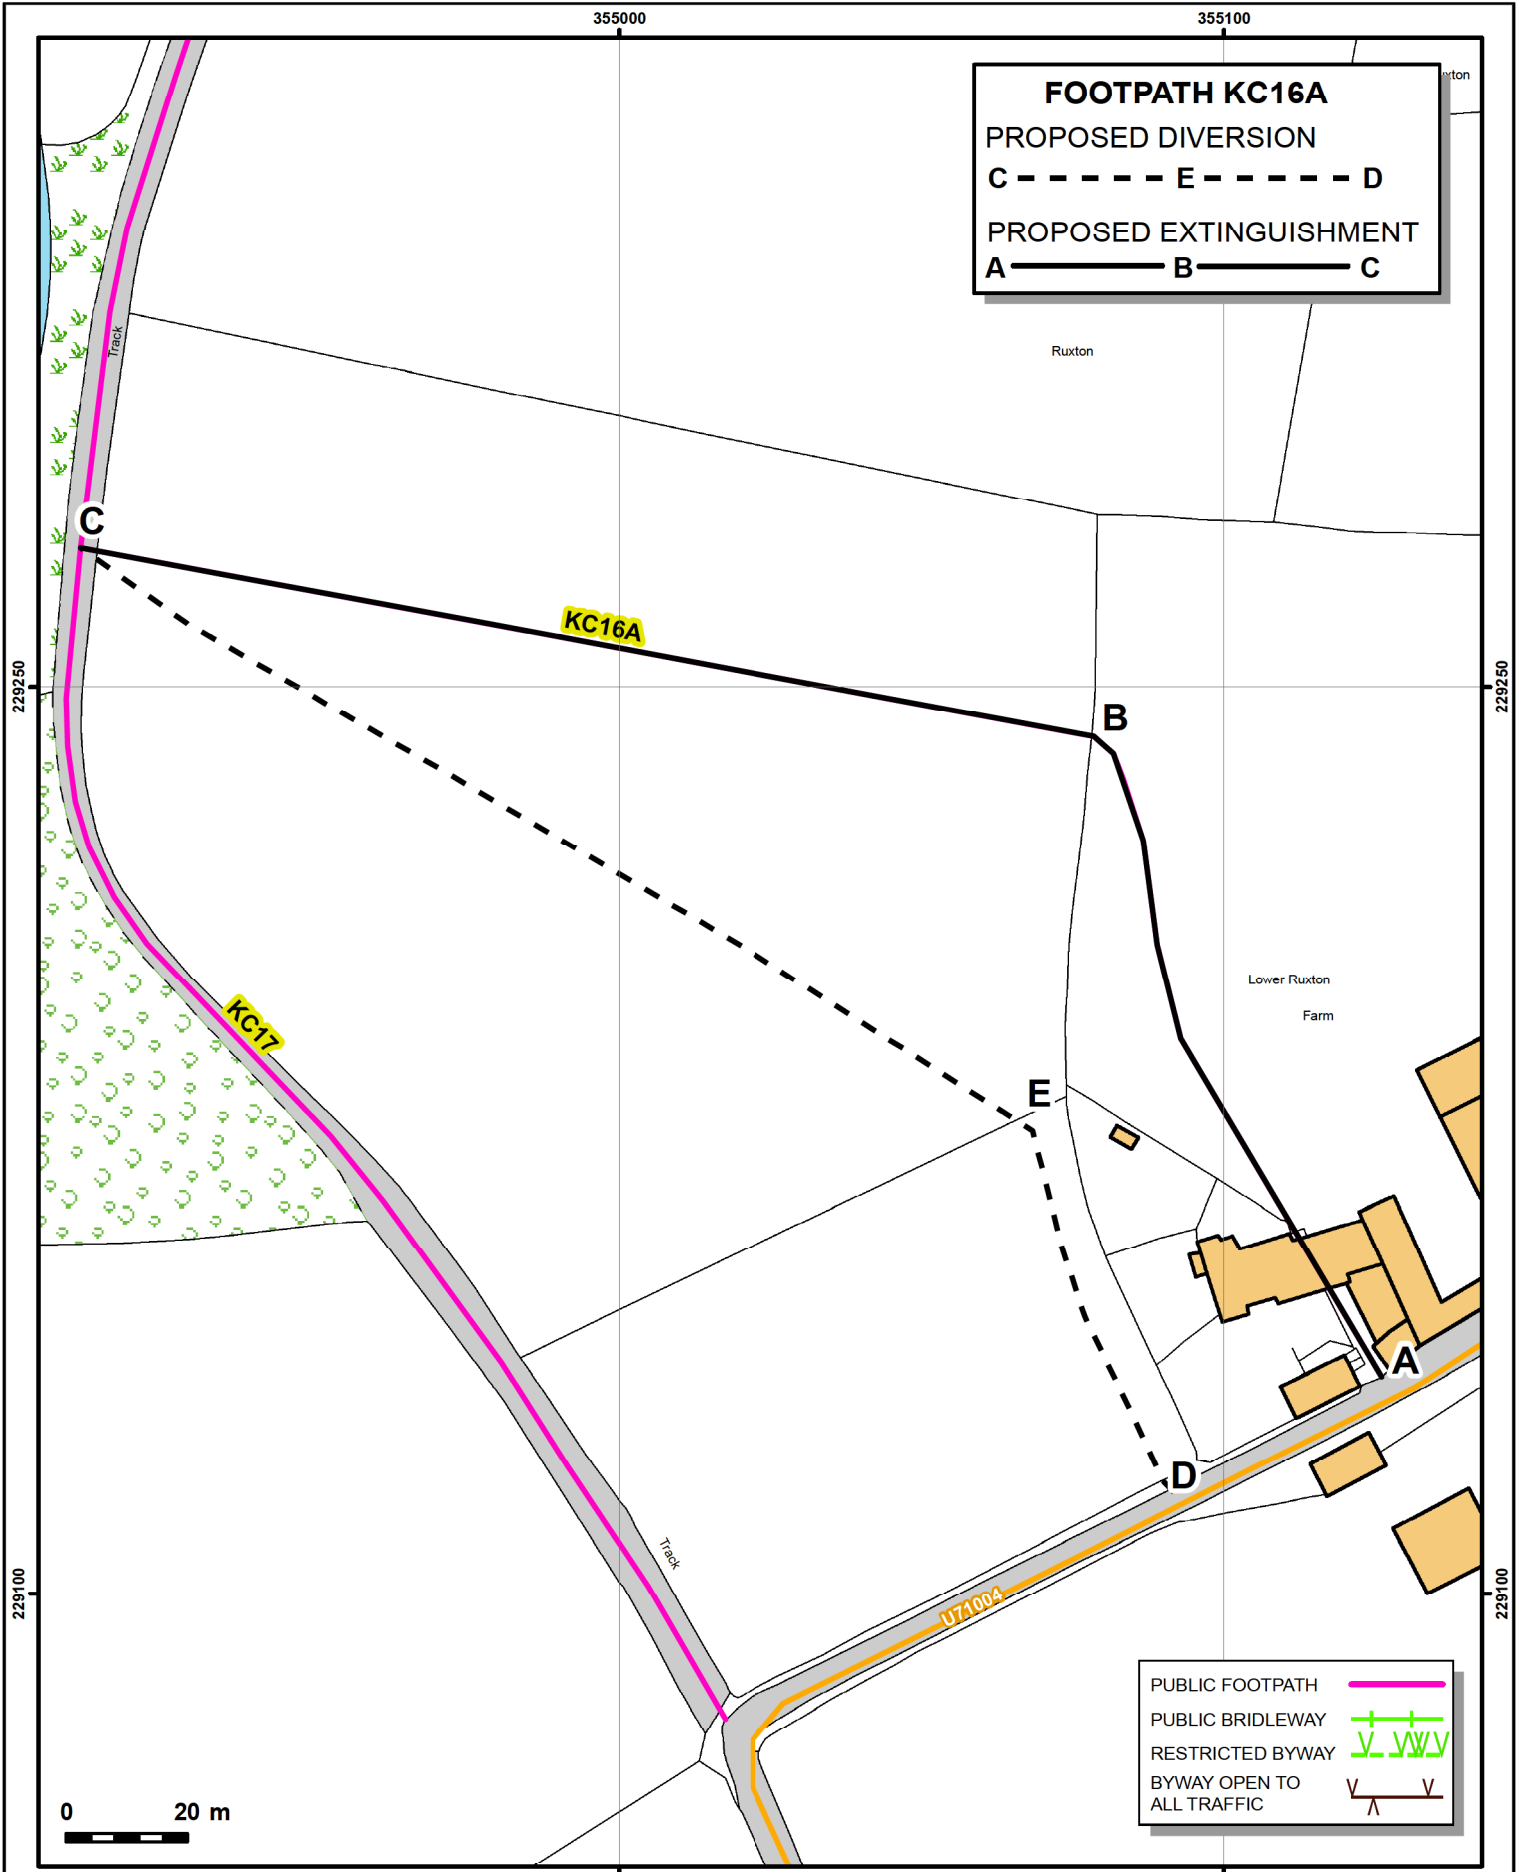 355000
355100
xton
FOOTPATH KC16A
PROPOSED DIVERSION
C E D
PROPOSED EXTINGUISHMENT
A B C
Track
Ruxton
C
KC16A
229250
229250
B
Lower Ruxton
Farm
KC17
E
A
D
Track
U71004
229100
229100
PUBLIC FOOTPATH
PUBLIC BRIDLEWAY
RESTRICTED BYWAY
BYWAY OPEN TO
ALL TRAFFIC
0 20 m